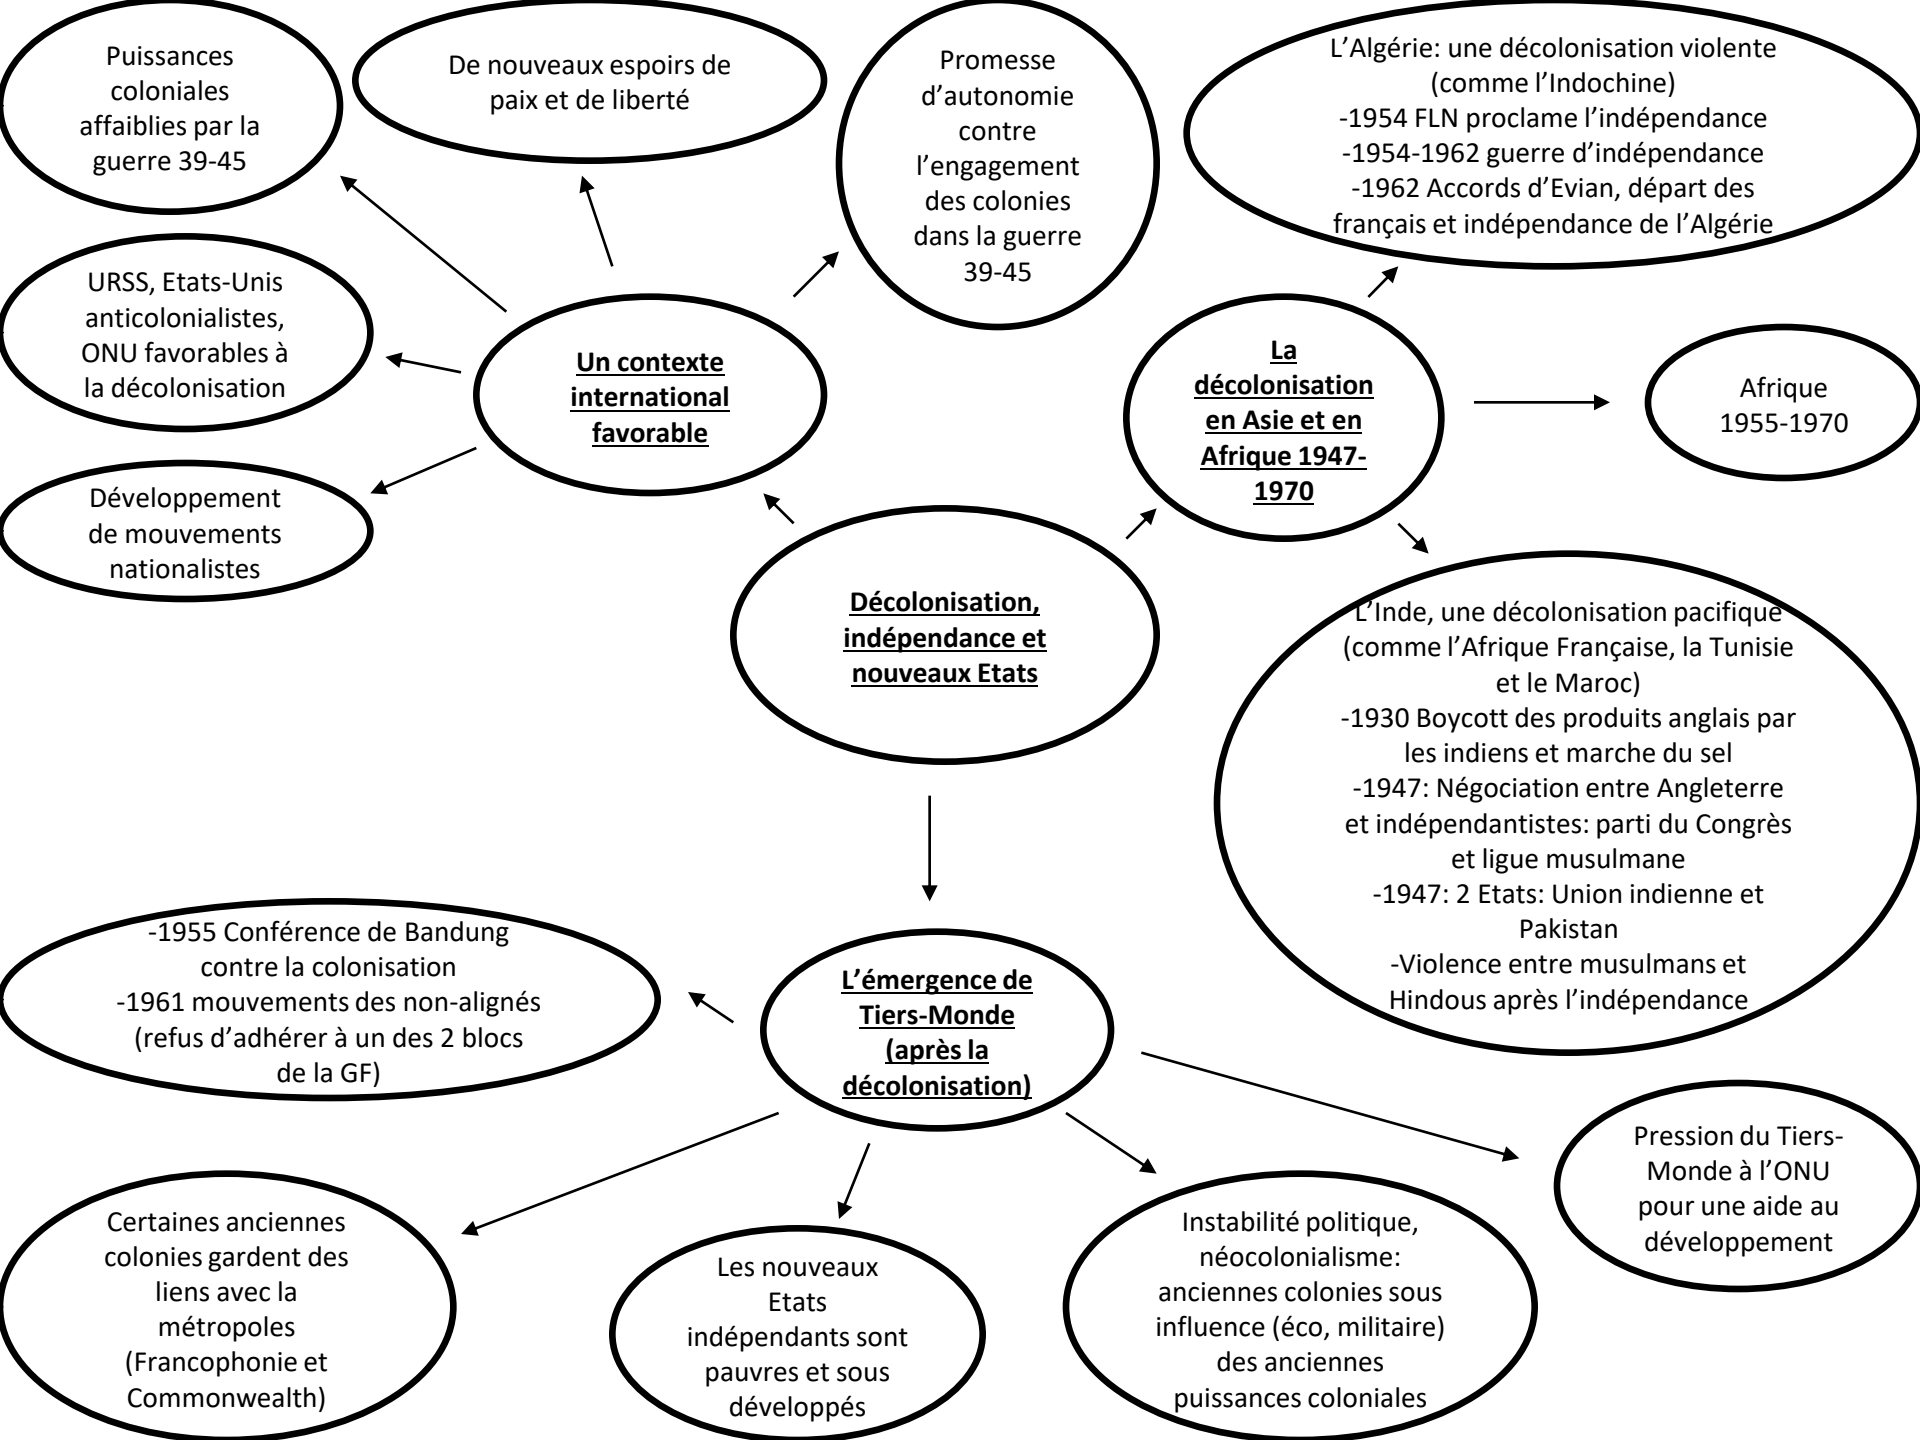 Puissances
coloniales
affaiblies par la
guerre 39-45
De nouveaux espoirs de
paix et de liberté
Promesse
d’autonomie
contre
l’engagement
des colonies
dans la guerre
39-45
L’Algérie: une décolonisation violente
(comme l’Indochine)
-1954 FLN proclame l’indépendance
-1954-1962 guerre d’indépendance
-1962 Accords d’Evian, départ des
français et indépendance de l’Algérie
URSS, Etats-Unis
anticolonialistes,
ONU favorables à
la décolonisation
Un contexte
international
favorable
La
décolonisation
en Asie et en
Afrique 1947-
1970
Afrique
1955-1970
Développement
de mouvements
nationalistes
Décolonisation,
indépendance et
nouveaux Etats
L’Inde, une décolonisation pacifique
(comme l’Afrique Française, la Tunisie
et le Maroc)
-1930 Boycott des produits anglais par
les indiens et marche du sel
-1947: Négociation entre Angleterre
et indépendantistes: parti du Congrès
et ligue musulmane
-1947: 2 Etats: Union indienne et
Pakistan
-Violence entre musulmans et
Hindous après l’indépendance
-1955 Conférence de Bandung
contre la colonisation
-1961 mouvements des non-alignés
(refus d’adhérer à un des 2 blocs
de la GF)
L’émergence de
Tiers-Monde
(après la
décolonisation)
Pression du Tiers-
Monde à l’ONU
pour une aide au
développement
Certaines anciennes
colonies gardent des
liens avec la
métropoles
(Francophonie et
Commonwealth)
Les nouveaux
Etats
indépendants sont
pauvres et sous
développés
Instabilité politique,
néocolonialisme:
anciennes colonies sous
influence (éco, militaire)
des anciennes
puissances coloniales